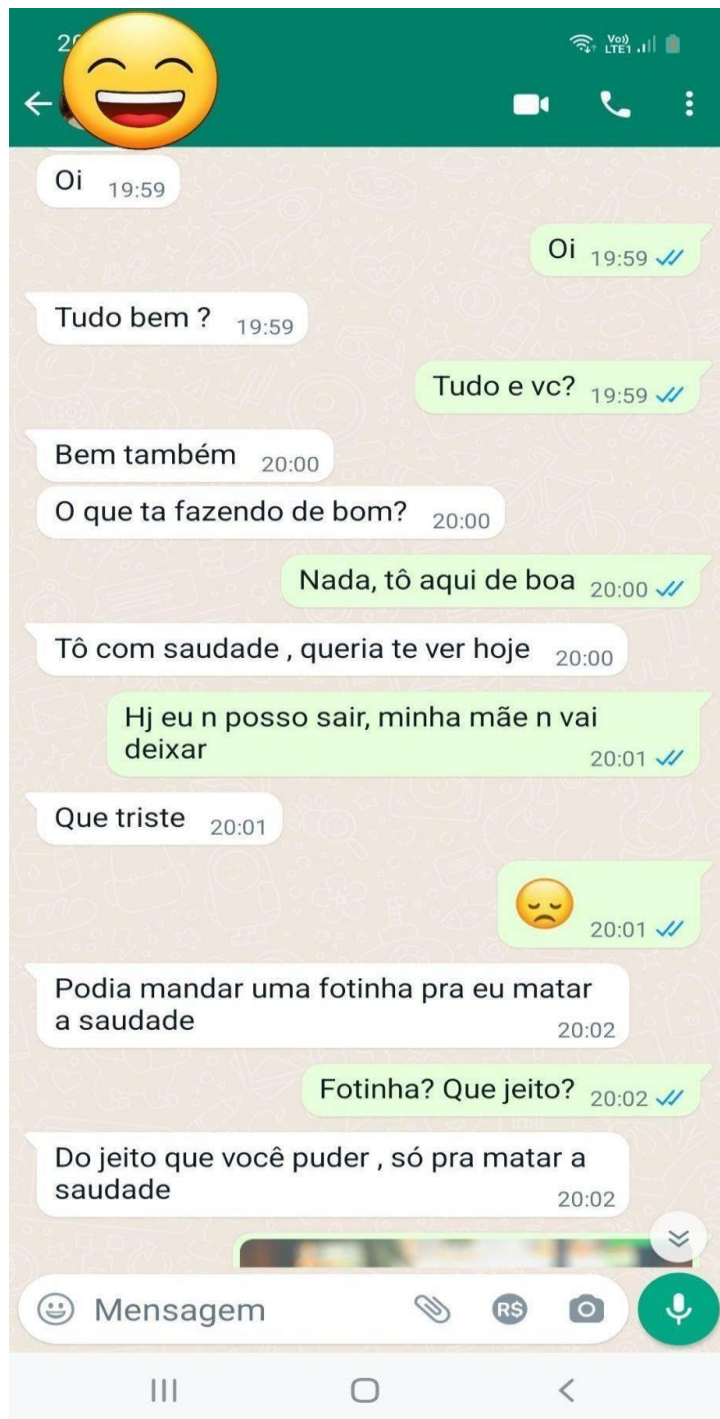 Oi 19:59
Oi 19:59
Tudo bem ? 19:59
Tudo e vc? 19:59
Bem também 20:00
O que ta fazendo de bom? 20:00
Nada, tô aqui de boa 20:00
Tô com saudade , queria te ver hoje 20:00
Hj eu n posso sair, minha mãe n vai
deixar 20:01
Que triste 20:01
20:01
Podia mandar uma fotinha pra eu matar
a saudade 20:02
Fotinha? Que jeito? 20:02
Do jeito que você puder , só pra matar a
saudade 20:02
Mensagem R$